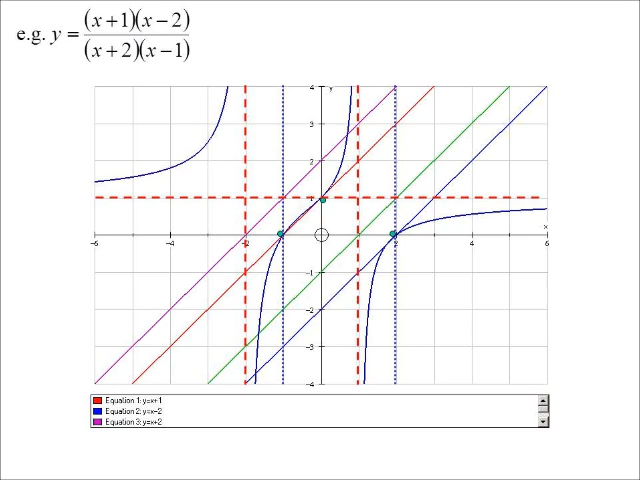 e.g. y = (x+1)(x−2)
(x+2)(x−1)
4
y
3
2
1
-6 -4 -2 2 6
x
-1
-2
-3
-4
Equation 1: y=x+1
Equation 2: y=x-2
Equation 3: y=x+2